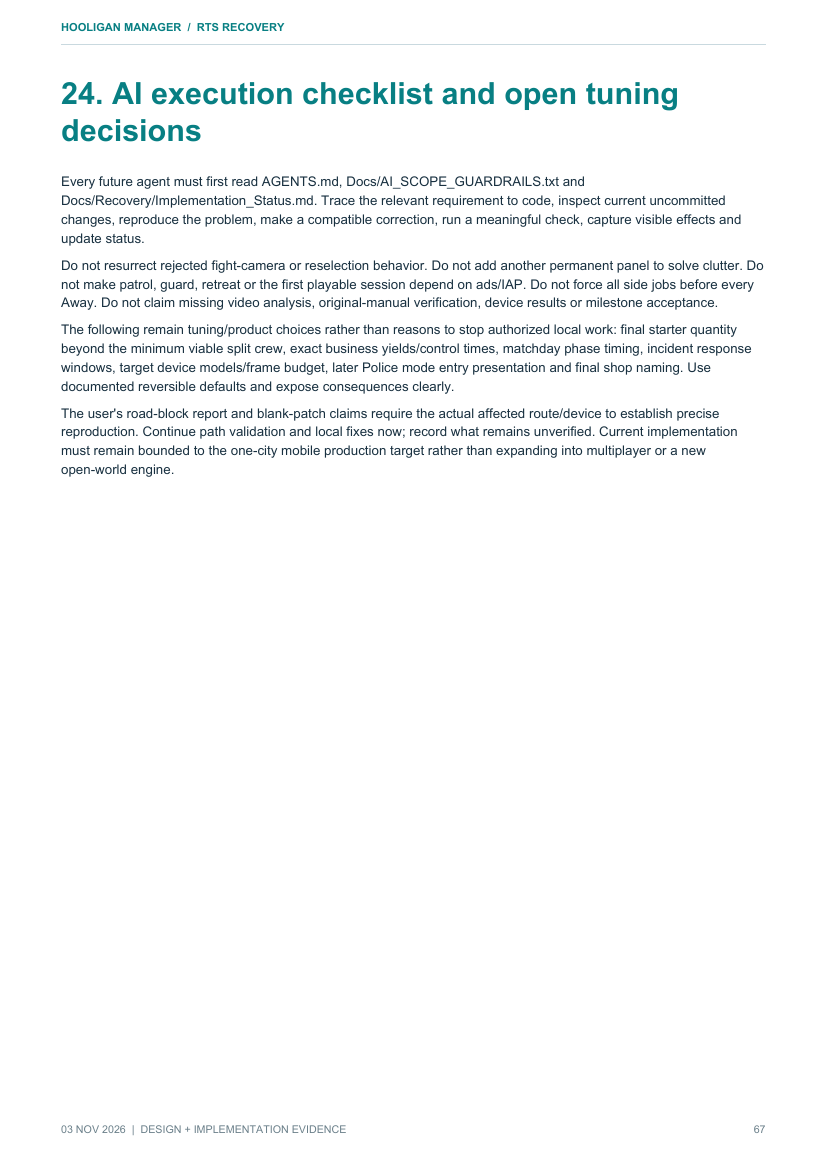 HOOLIGAN MANAGER / RTS RECOVERY
24. AI execution checklist and open tuning
decisions
Every future agent must first read AGENTS.md, Docs/AI_SCOPE_GUARDRAILS.txt and
Docs/Recovery/Implementation_Status.md. Trace the relevant requirement to code, inspect current uncommitted
changes, reproduce the problem, make a compatible correction, run a meaningful check, capture visible effects and
update status.
Do not resurrect rejected fight-camera or reselection behavior. Do not add another permanent panel to solve clutter. Do
not make patrol, guard, retreat or the first playable session depend on ads/IAP. Do not force all side jobs before every
Away. Do not claim missing video analysis, original-manual verification, device results or milestone acceptance.
The following remain tuning/product choices rather than reasons to stop authorized local work: final starter quantity
beyond the minimum viable split crew, exact business yields/control times, matchday phase timing, incident response
windows, target device models/frame budget, later Police mode entry presentation and final shop naming. Use
documented reversible defaults and expose consequences clearly.
The user's road-block report and blank-patch claims require the actual affected route/device to establish precise
reproduction. Continue path validation and local fixes now; record what remains unverified. Current implementation
must remain bounded to the one-city mobile production target rather than expanding into multiplayer or a new
open-world engine.
03 NOV 2026 | DESIGN + IMPLEMENTATION EVIDENCE
67